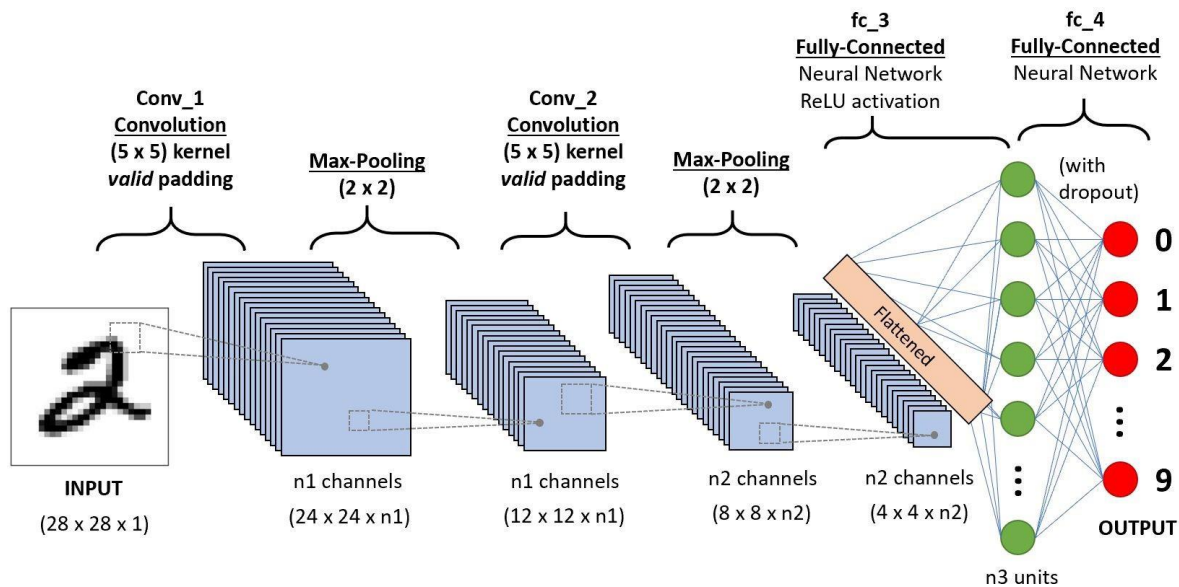 fc_3
Fully-Connected
Neural Network
ReLU activation
fc_4
Fully-Connected
Neural Network
Conv_1
Convolution
(5 x 5) kernel
valid padding
Max-Pooling
(2 x 2)
Conv_2
Convolution
(5 x 5) kernel
valid padding
Max-Pooling
(2 x 2)
(with
dropout)
Flattened
0
1
2
9
2
INPUT
(28 x 28 x 1)
n1 channels
(24 x 24 x n1)
n1 channels
(12 x 12 x n1)
n2 channels
(8 x 8 x n2)
n2 channels
(4 x 4 x n2)
OUTPUT
n3 units